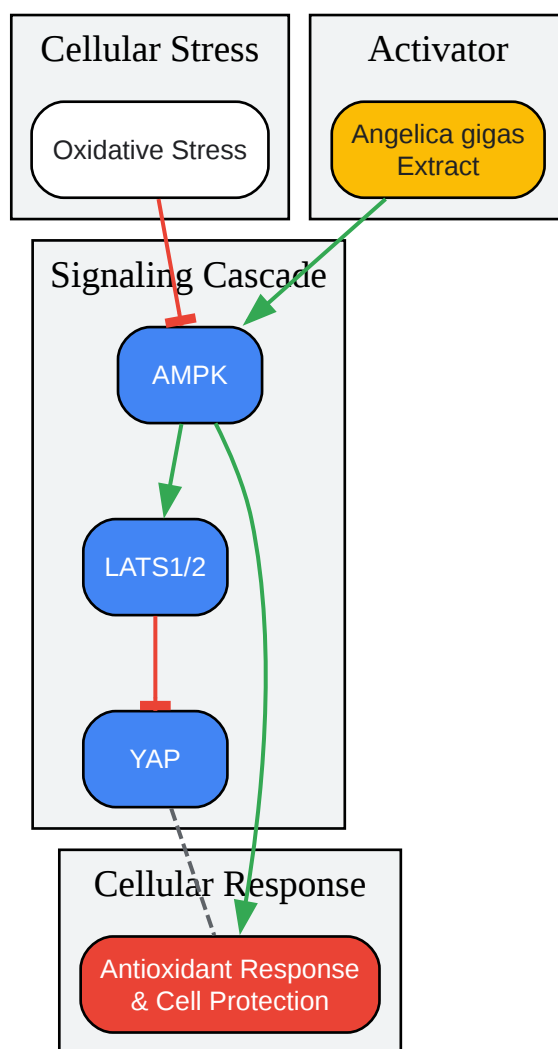 Cellular Stress
Activator
Oxidative Stress
Angelica gigas
Extract
Signaling Cascade
AMPK
LATS1/2
YAP
Cellular Response
Antioxidant Response
& Cell Protection